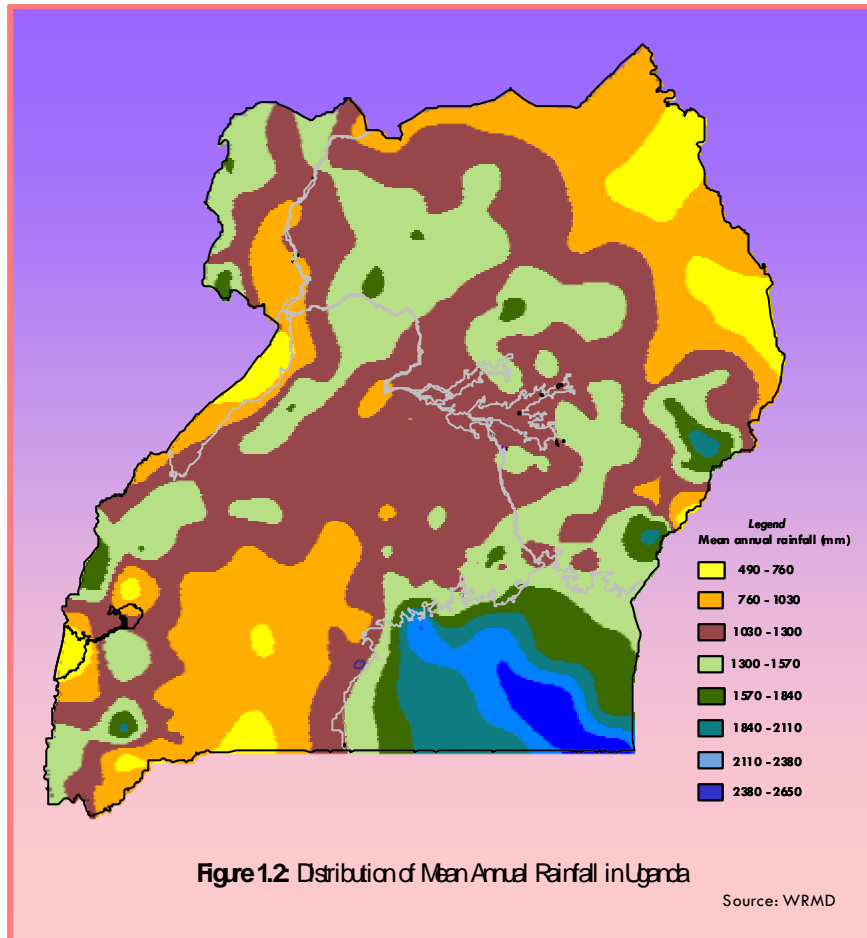 Legend
Mean annual rainfall (mm)
490 - 760
760 - 1030
1030 - 1300
1300 - 1570
1570 - 1840
1840 - 2110
2110 - 2380
2380 - 2650
Figure 1.2: Distribution of Mean Annual Rainfall in Uganda
Source: WRMD